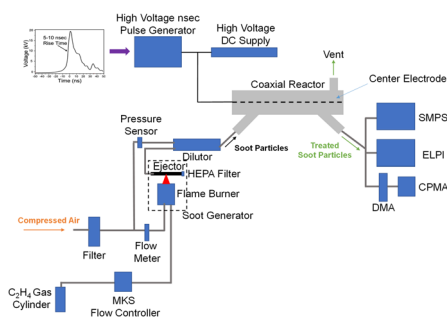 High Voltage nsec
Pulse Generator
High Voltage
DC Supply
5-10 nsec
Rise Time
Voltage (kV)
Time (ns)
Vent
Coaxial Reactor
Center Electrode
Pressure
Sensor
Dilutor
Soot Particles
Treated
Soot Particles
SMPS
ELPI
CPMA
DMA
Ejector
HEPA Filter
Flame Burner
Soot Generator
Compressed Air
Filter
Flow
Meter
C2H4 Gas
Cylinder
MKS
Flow Controller